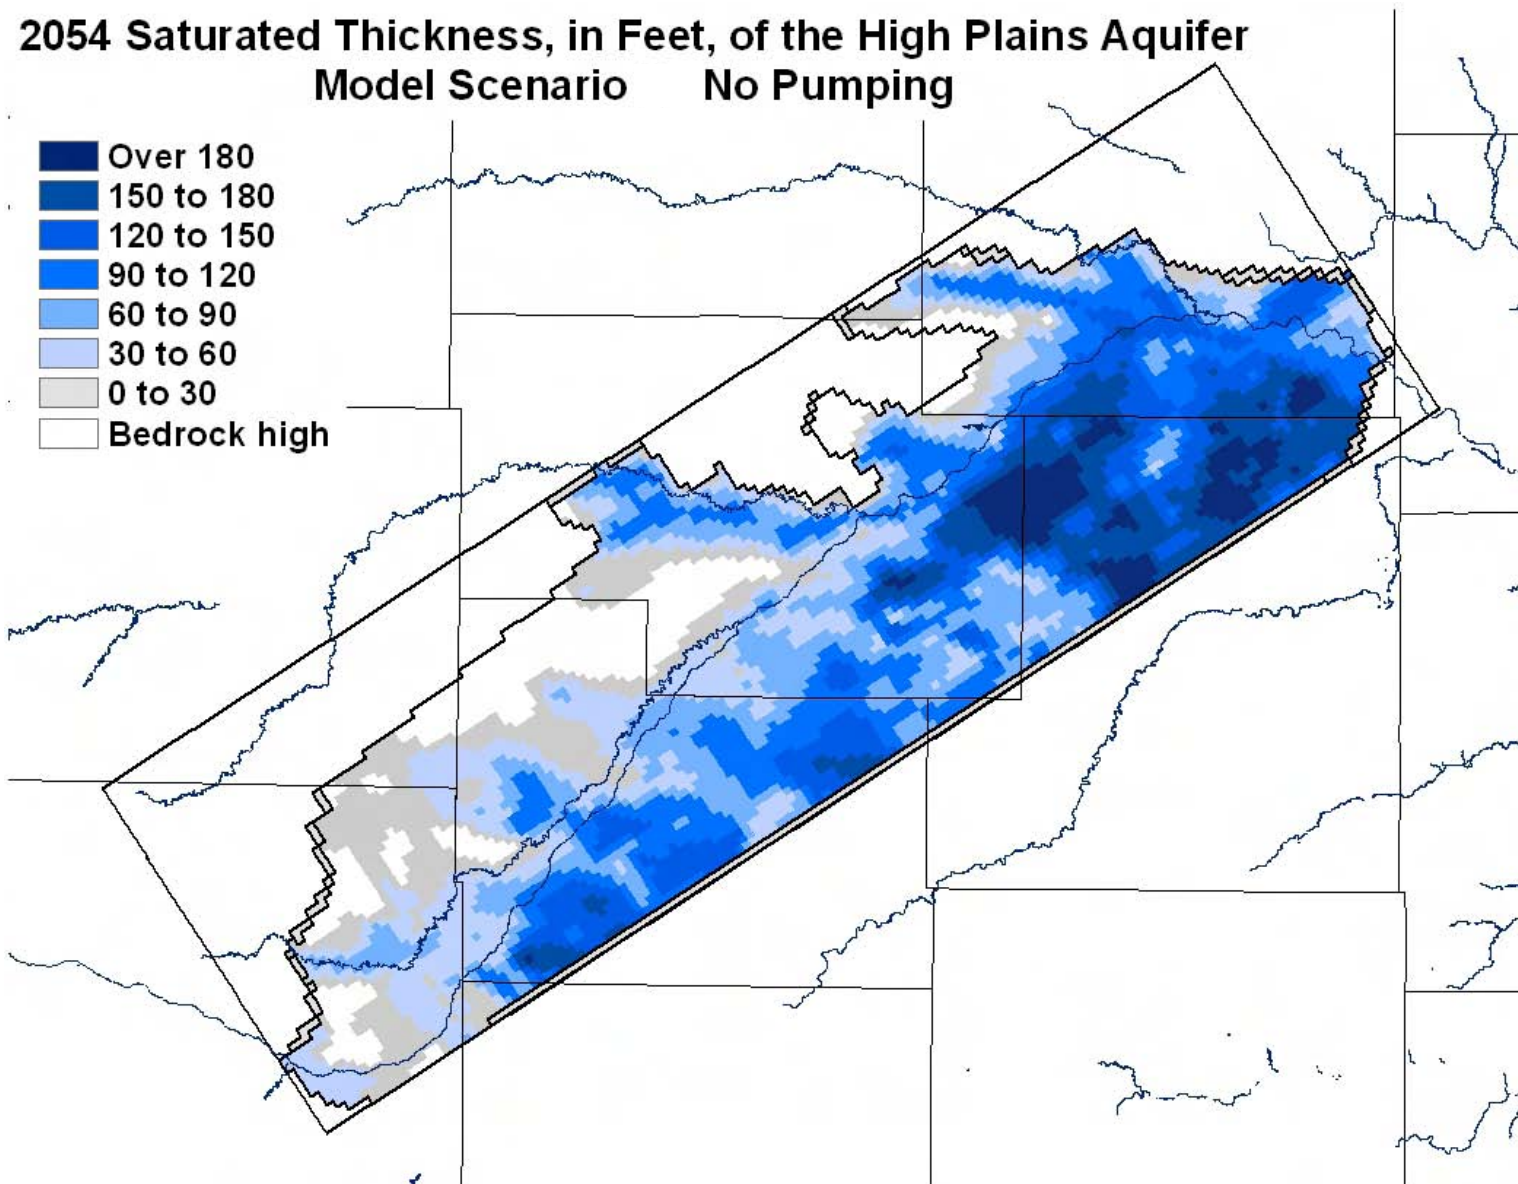 2054 Saturated Thickness, in Feet, of the High Plains Aquifer
Model Scenario No Pumping
Over 180
150 to 180
120 to 150
90 to 120
60 to 90
30 to 60
0 to 30
Bedrock high